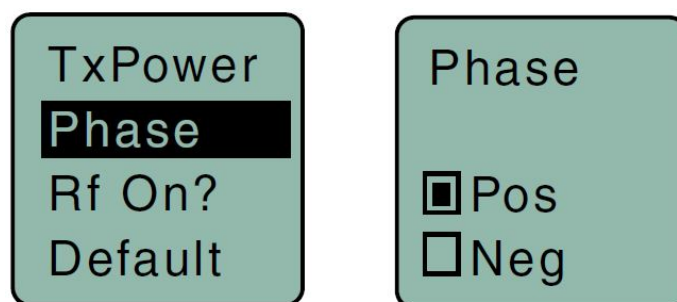 TxPower
Phase
Rf On?
Default
Phase
Pos
Neg